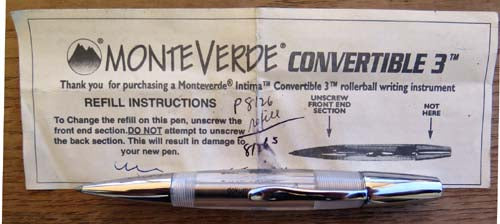 MONTEVERDE® CONVERTIBLE 3™
Thank you for purchasing a Monteverde® Intima™ Convertible 3™ rollerball writing instrument
REFILL INSTRUCTIONS
To Change the refill on this pen, unscrew the
front end section.DO NOT attempt to unscrew
the back section. This will result in damage to
your new pen.
P8126
refill
UNSCREW
FRONT END
SECTION
NOT
HERE